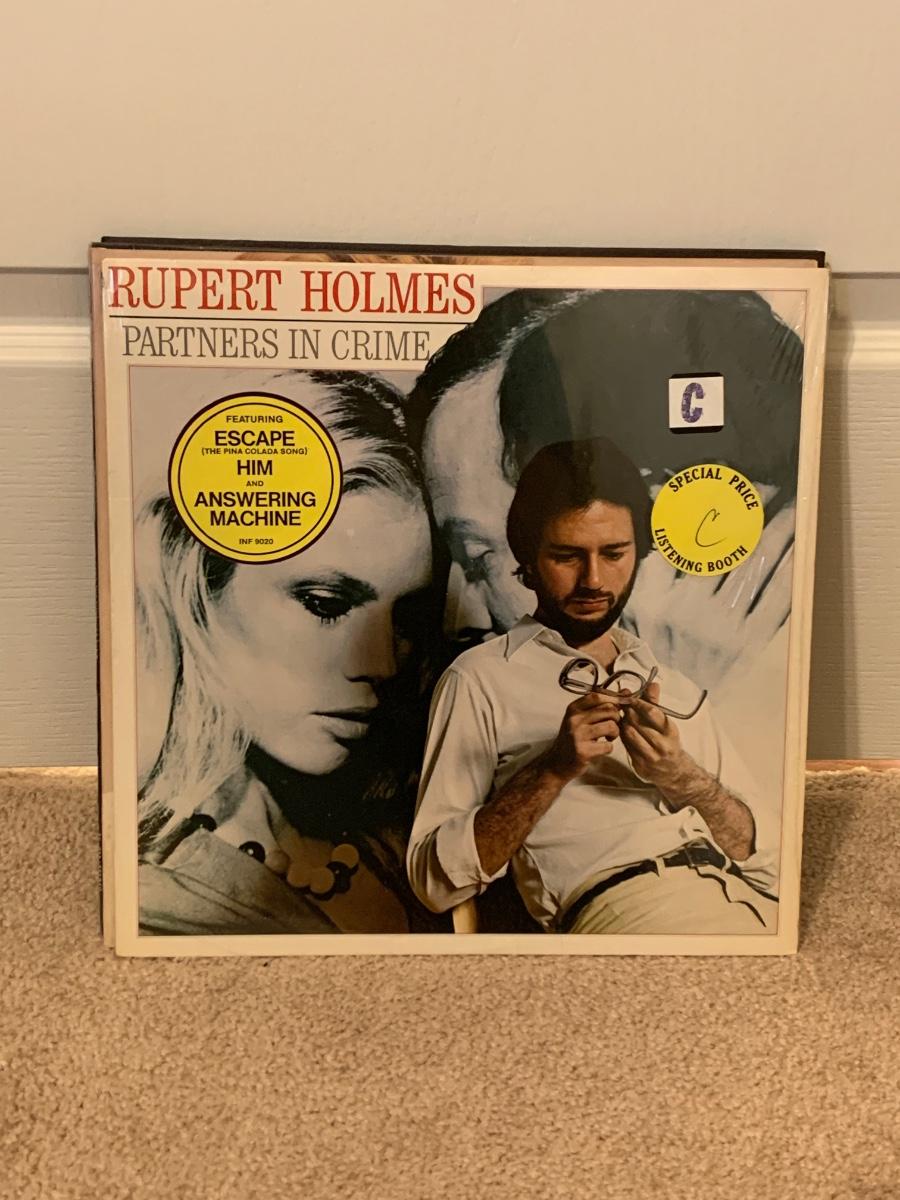 RUPERT HOLMES
PARTNERS IN CRIME
FEATURING
ESCAPE
(THE PINA COLADA SONG)
HIM
AND
ANSWERING
MACHINE
INF 9020
C
SPECIAL PRICE
C
LISTENING BOOTH